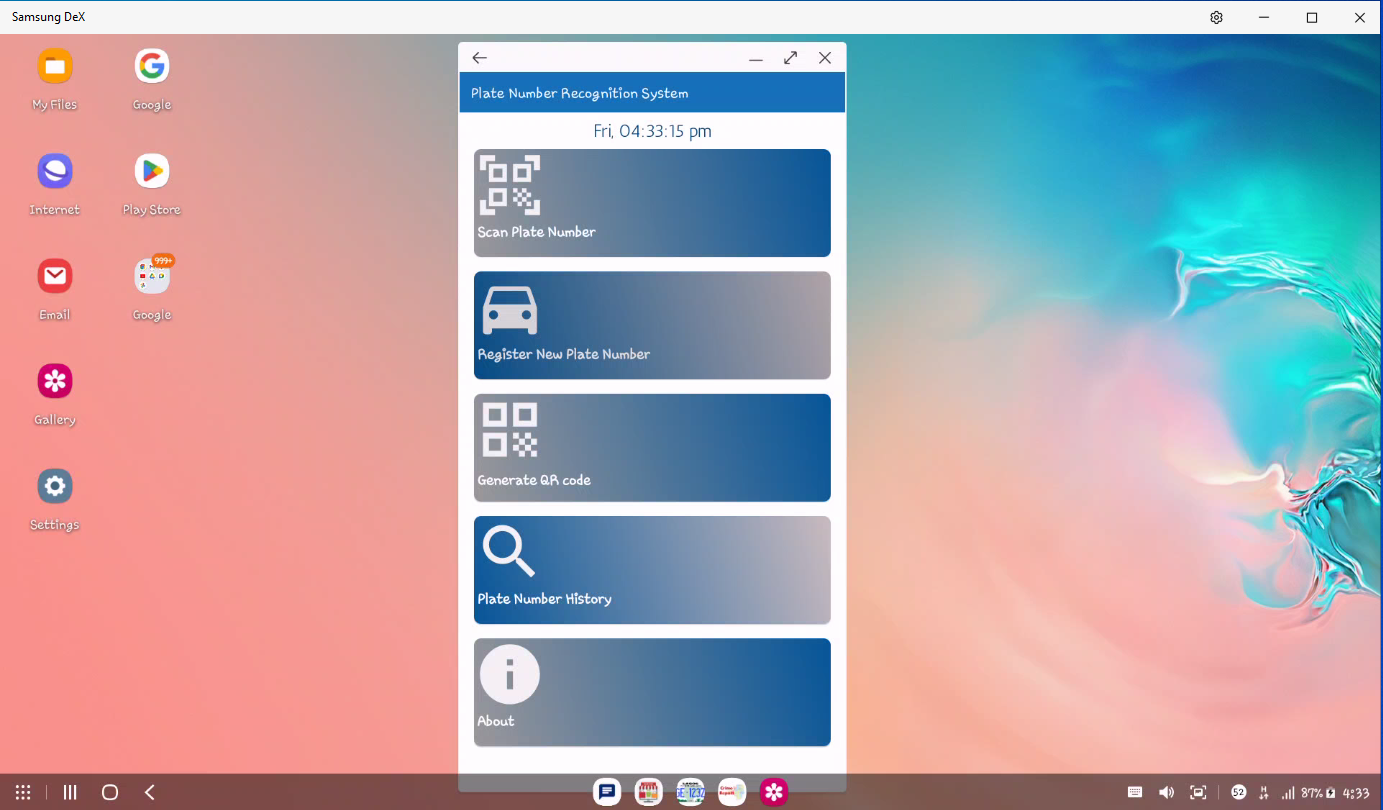 Samsung DeX
My Files
Google
Internet
Play Store
Email
999+
Google
Gallery
Settings
Plate Number Recognition System
Fri, 04:33:15 pm
Scan Plate Number
Register New Plate Number
Generate QR code
Plate Number History
About
52
87%
4:33